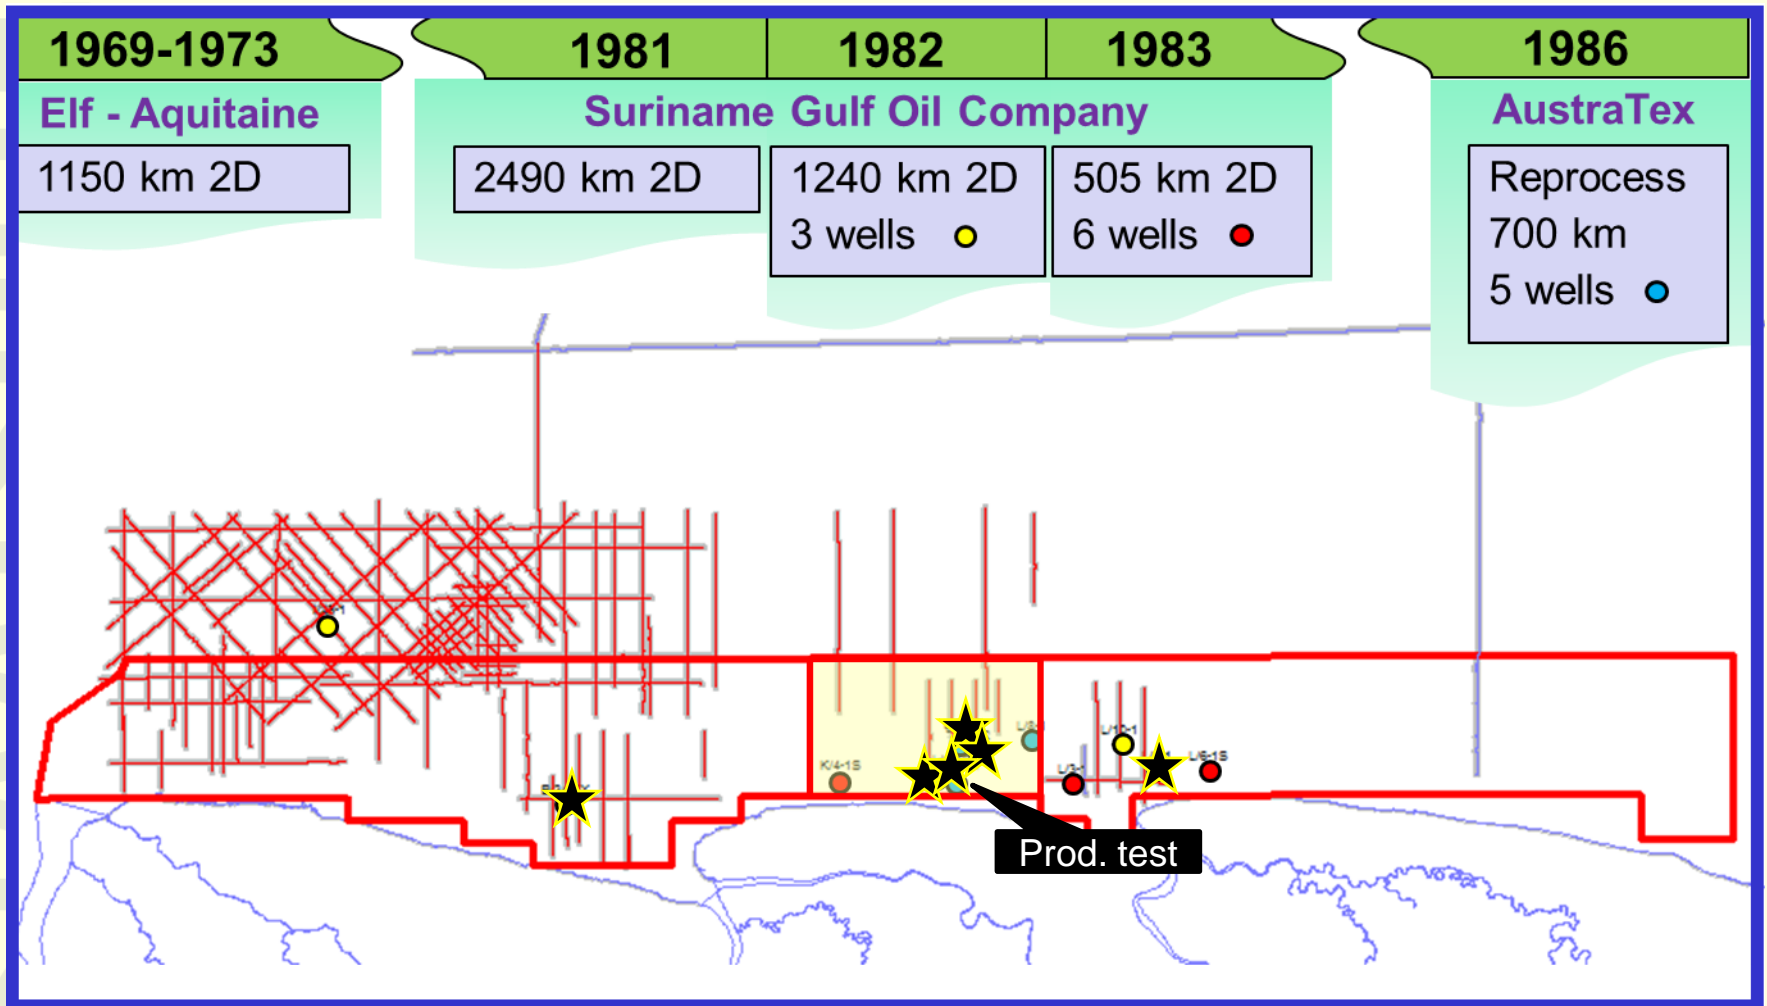 1969-1973
1981
1982
1983
1986
Elf - Aquitaine
Suriname Gulf Oil Company
AustraTex
1150 km 2D
2490 km 2D
1240 km 2D
3 wells
505 km 2D
6 wells
Reprocess
700 km
5 wells
K/4-1S
L/3-1
L/10-1
L/6-1S
Prod. test